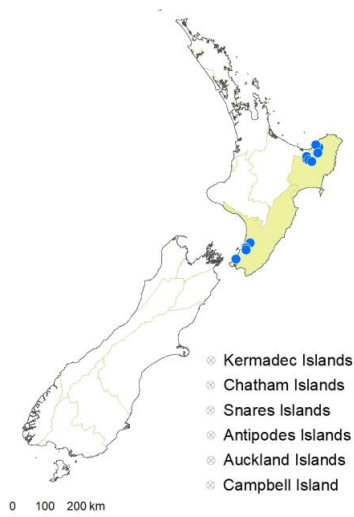 Kermadec Islands
Chatham Islands
Snares Islands
Antipodes Islands
Auckland Islands
Campbell Island
0 100 200 km